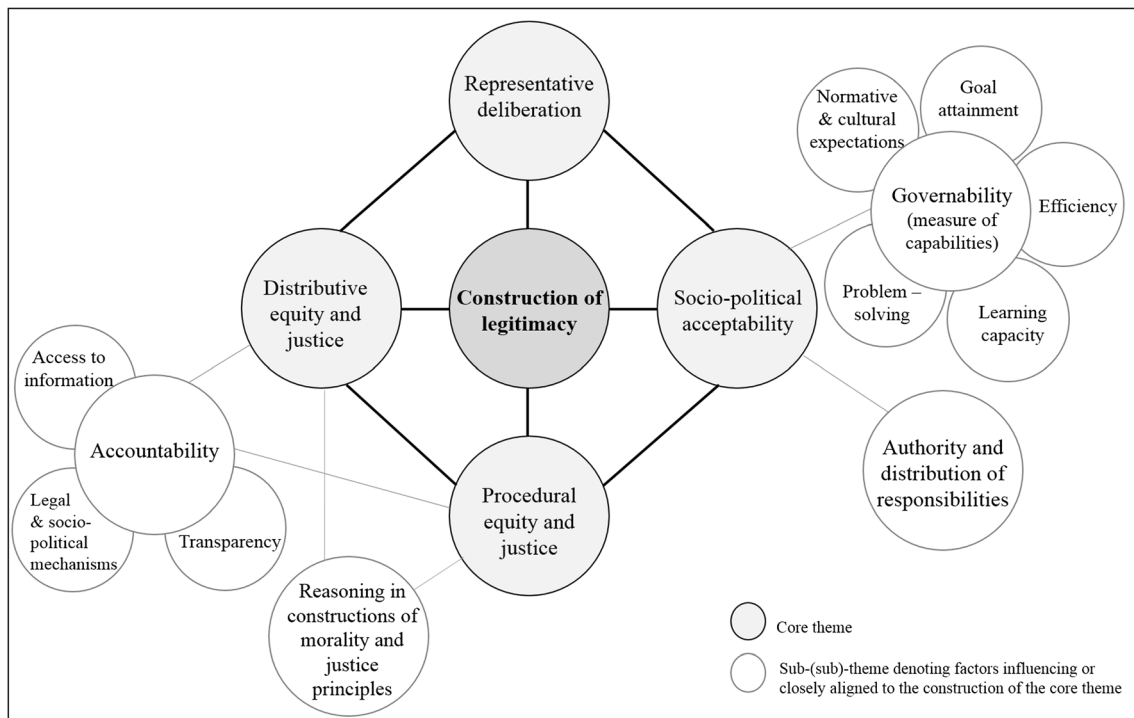 Representative
deliberation
Normative
& cultural
expectations
Goal
attainment
Governability
(measure of
capabilities)
Efficiency
Problem –
solving
Learning
capacity
Distributive
equity and
justice
Construction of
legitimacy
Socio-political
acceptability
Access to
information
Accountability
Legal
& socio-
political
mechanisms
Transparency
Procedural
equity and
justice
Authority and
distribution of
responsibilities
Reasoning in
constructions of
morality and
justice
principles
Core theme
Sub-(sub)-theme denoting factors influencing or
closely aligned to the construction of the core theme